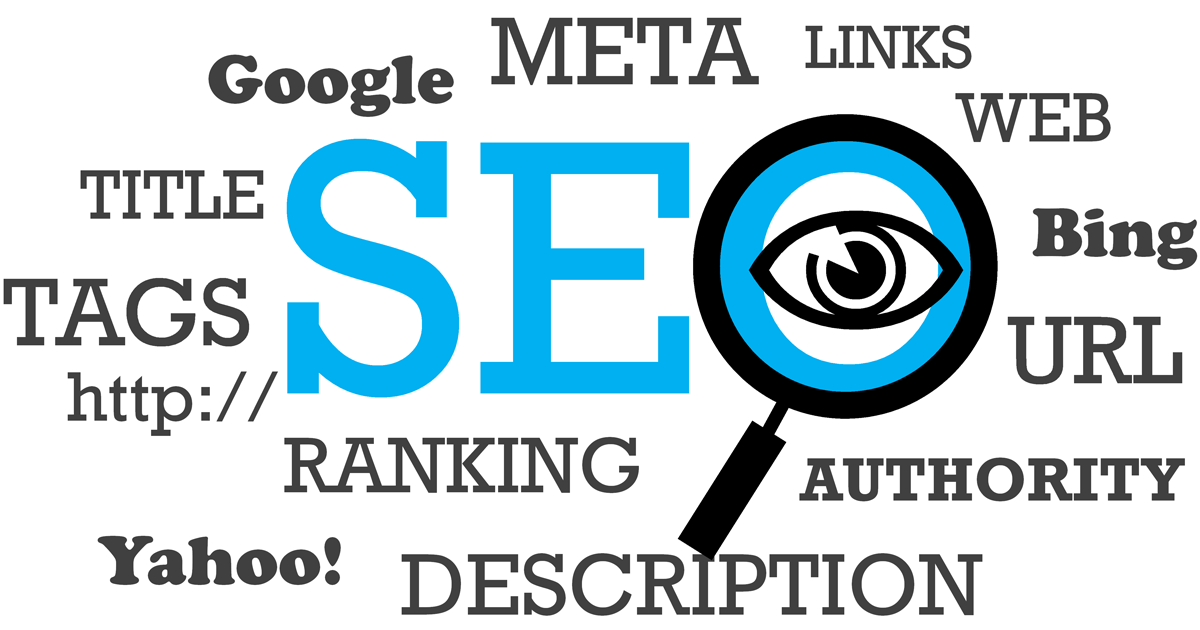 META
LINKS
Google
WEB
SEO
TITLE
Bing
TAGS
URL
http://
RANKING
AUTHORITY
Yahoo!
DESCRIPTION